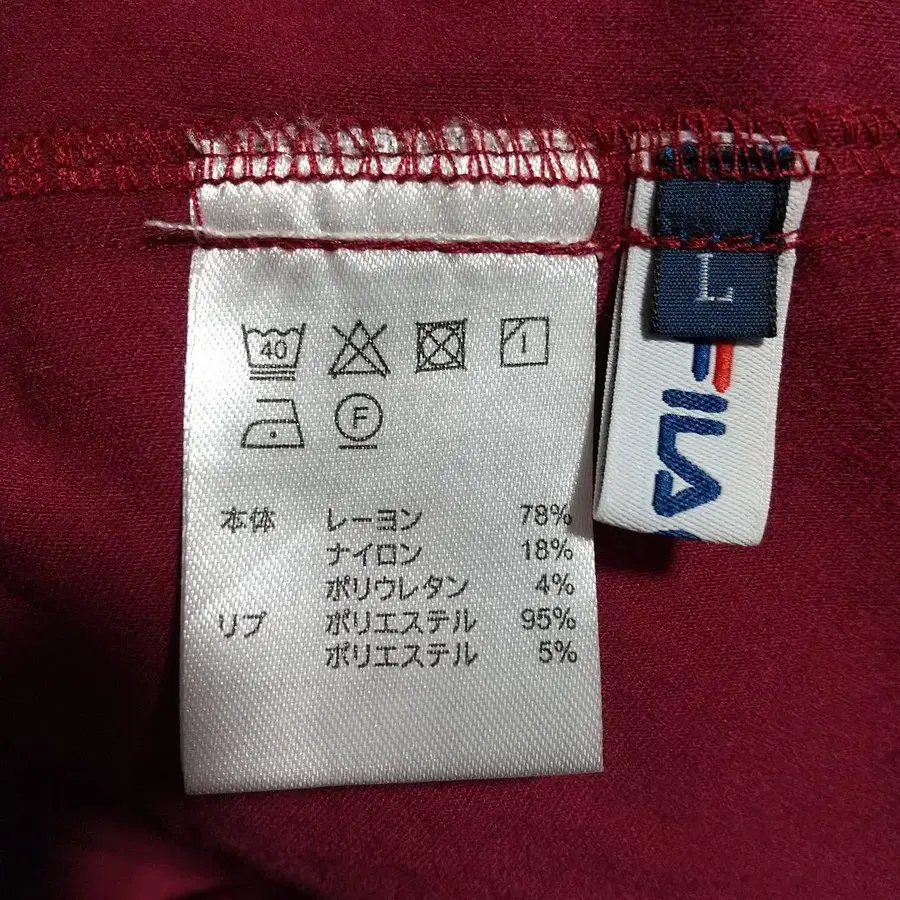 40
F
本体 レーヨン 78%
ナイロン 18%
ポリウレタン 4%
リブ ポリエステル 95%
ポリエステル 5%
L
FILA